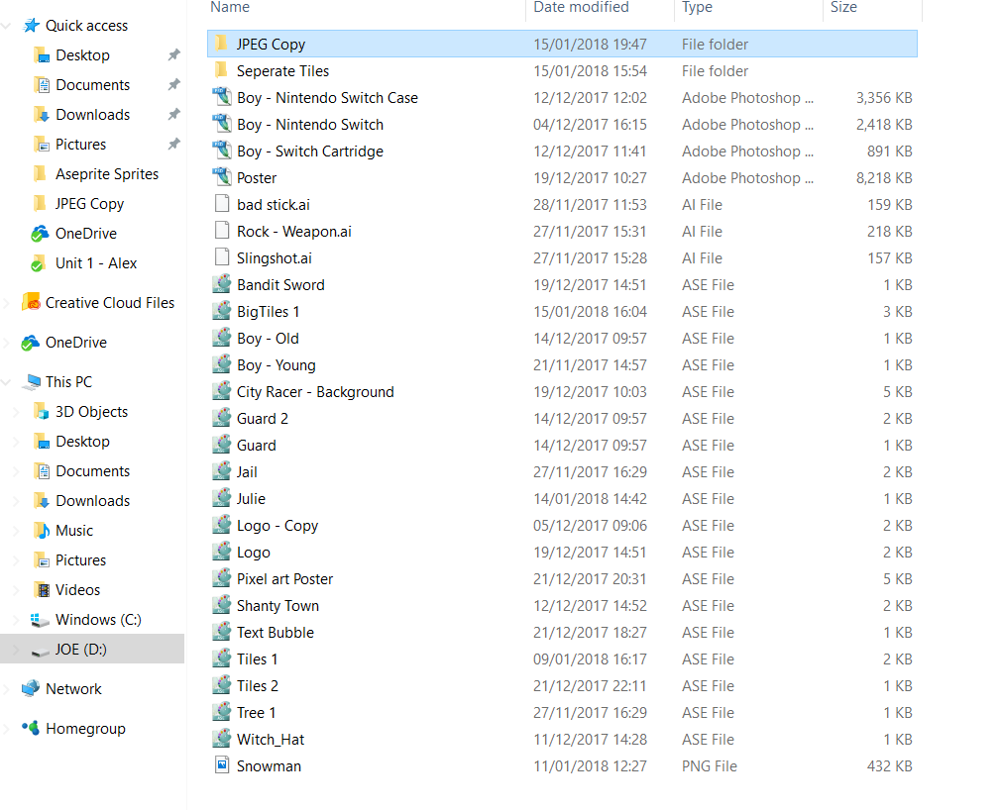 Name Date modified Type Size
Quick access
Desktop
Documents
Downloads
Pictures
Aseprite Sprites
JPEG Copy
OneDrive
Unit 1 - Alex
Creative Cloud Files
OneDrive
This PC
3D Objects
Desktop
Documents
Downloads
Music
Pictures
Videos
Windows (C:)
JOE (D:)
Network
Homegroup
JPEG Copy 15/01/2018 19:47 File folder
Seperate Tiles 15/01/2018 15:54 File folder
Boy - Nintendo Switch Case 12/12/2017 12:02 Adobe Photoshop ... 3,356 KB
Boy - Nintendo Switch 04/12/2017 16:15 Adobe Photoshop ... 2,418 KB
Boy - Switch Cartridge 12/12/2017 11:41 Adobe Photoshop ... 891 KB
Poster 19/12/2017 10:27 Adobe Photoshop ... 8,218 KB
bad stick.ai 28/11/2017 11:53 AI File 159 KB
Rock - Weapon.ai 27/11/2017 15:31 AI File 218 KB
Slingshot.ai 27/11/2017 15:28 AI File 157 KB
Bandit Sword 19/12/2017 14:51 ASE File 1 KB
BigTiles 1 15/01/2018 16:04 ASE File 3 KB
Boy - Old 14/12/2017 09:57 ASE File 1 KB
Boy - Young 21/11/2017 14:57 ASE File 1 KB
City Racer - Background 19/12/2017 10:03 ASE File 5 KB
Guard 2 14/12/2017 09:57 ASE File 2 KB
Guard 14/12/2017 09:57 ASE File 1 KB
Jail 27/11/2017 16:29 ASE File 2 KB
Julie 14/01/2018 14:42 ASE File 1 KB
Logo - Copy 05/12/2017 09:06 ASE File 2 KB
Logo 19/12/2017 14:51 ASE File 2 KB
Pixel art Poster 21/12/2017 20:31 ASE File 5 KB
Shanty Town 12/12/2017 14:52 ASE File 2 KB
Text Bubble 21/12/2017 18:27 ASE File 1 KB
Tiles 1 09/01/2018 16:17 ASE File 2 KB
Tiles 2 21/12/2017 22:11 ASE File 1 KB
Tree 1 27/11/2017 16:29 ASE File 1 KB
Witch_Hat 11/12/2017 14:28 ASE File 1 KB
Snowman 11/01/2018 12:27 PNG File 432 KB